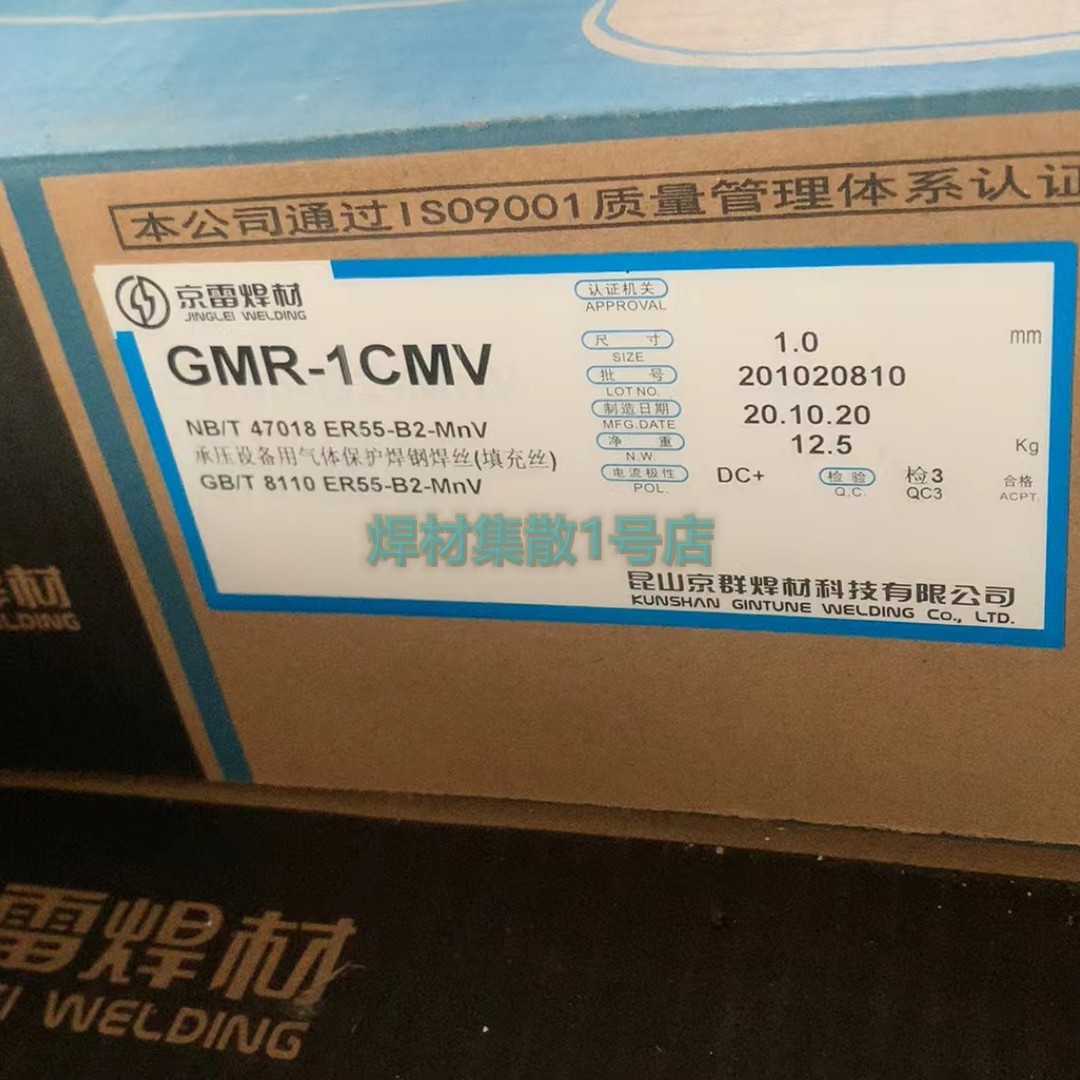 本公司通过ISO9001质量管理体系认证
京雷焊材
JINGLEI WELDING
GMR-1CMV
NB/T 47018 ER55-B2-MnV
承压设备用气体保护焊钢焊丝(填充丝)
GB/T 8110 ER55-B2-MnV
认证机关
APPROVAL
尺寸 1.0 mm
SIZE
批号 201020810
LOT NO.
制造日期 20.10.20
MFG.DATE
净重 12.5 Kg
N.W
电流极性 DC+ 检验 检3 合格
POL. Q.C. QC3 ACPT.
焊材集散1号店
昆山京群焊材科技有限公司
KUNSHAN GINTUNE WELDING Co., LTD.
焊材
雷焊材
WELDING